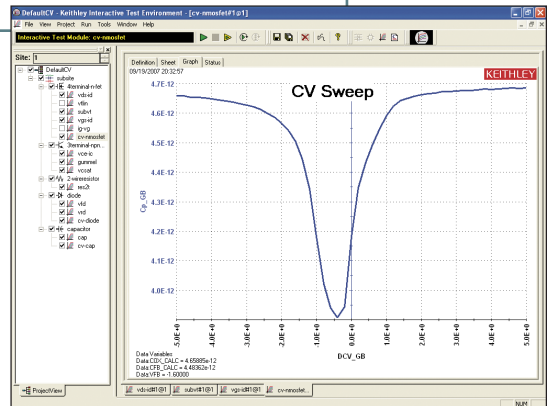 DefaultCV - Keithley Interactive Test Environment - [cv-nmosfet#1@1]
File View Project Run Tools Window Help
Interactive Test Module: cv-nmosfet
Site: 1
DefaultCV
subsite
4terminal-n-fet
vds-id
vtlin
subvt
vgs-id
ig-vg
cv-nmosfet
3terminal-npn...
vce-ic
gummel
vcsat
2-wireresistor
res2t
diode
vfd
vrd
cv-diode
capacitor
cap
cv-cap
ProjectView
Definition Sheet Graph Status
09/19/2007 20:32:57
CV Sweep
KEITHLEY
4.7E-12
4.6E-12
4.5E-12
4.4E-12
4.3E-12
4.2E-12
4.1E-12
4.0E-12
Cp_GB
-5.0E+0
-4.0E+0
-3.0E+0
-2.0E+0
-1.0E+0
0.0E+0
1.0E+0
2.0E+0
3.0E+0
4.0E+0
5.0E+0
DCV_GB
Data Variables
Data:COX_CALC = 4.65885e-12
Data:CFB_CALC = 4.48362e-12
Data:VFB = -1.60000
vds-id#1@1 subvt#1@1 vgs-id#1@1 cv-nmosfet...
NUM